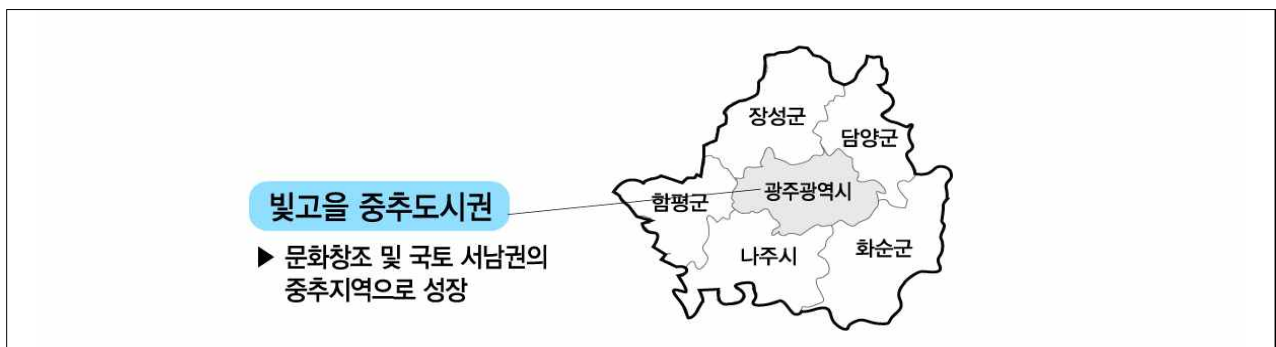 장성군
담양군
광주광역시
함평군
빛고을 중추도시권
나주시
화순군
▶ 문화창조 및 국토 서남권의
중추지역으로 성장